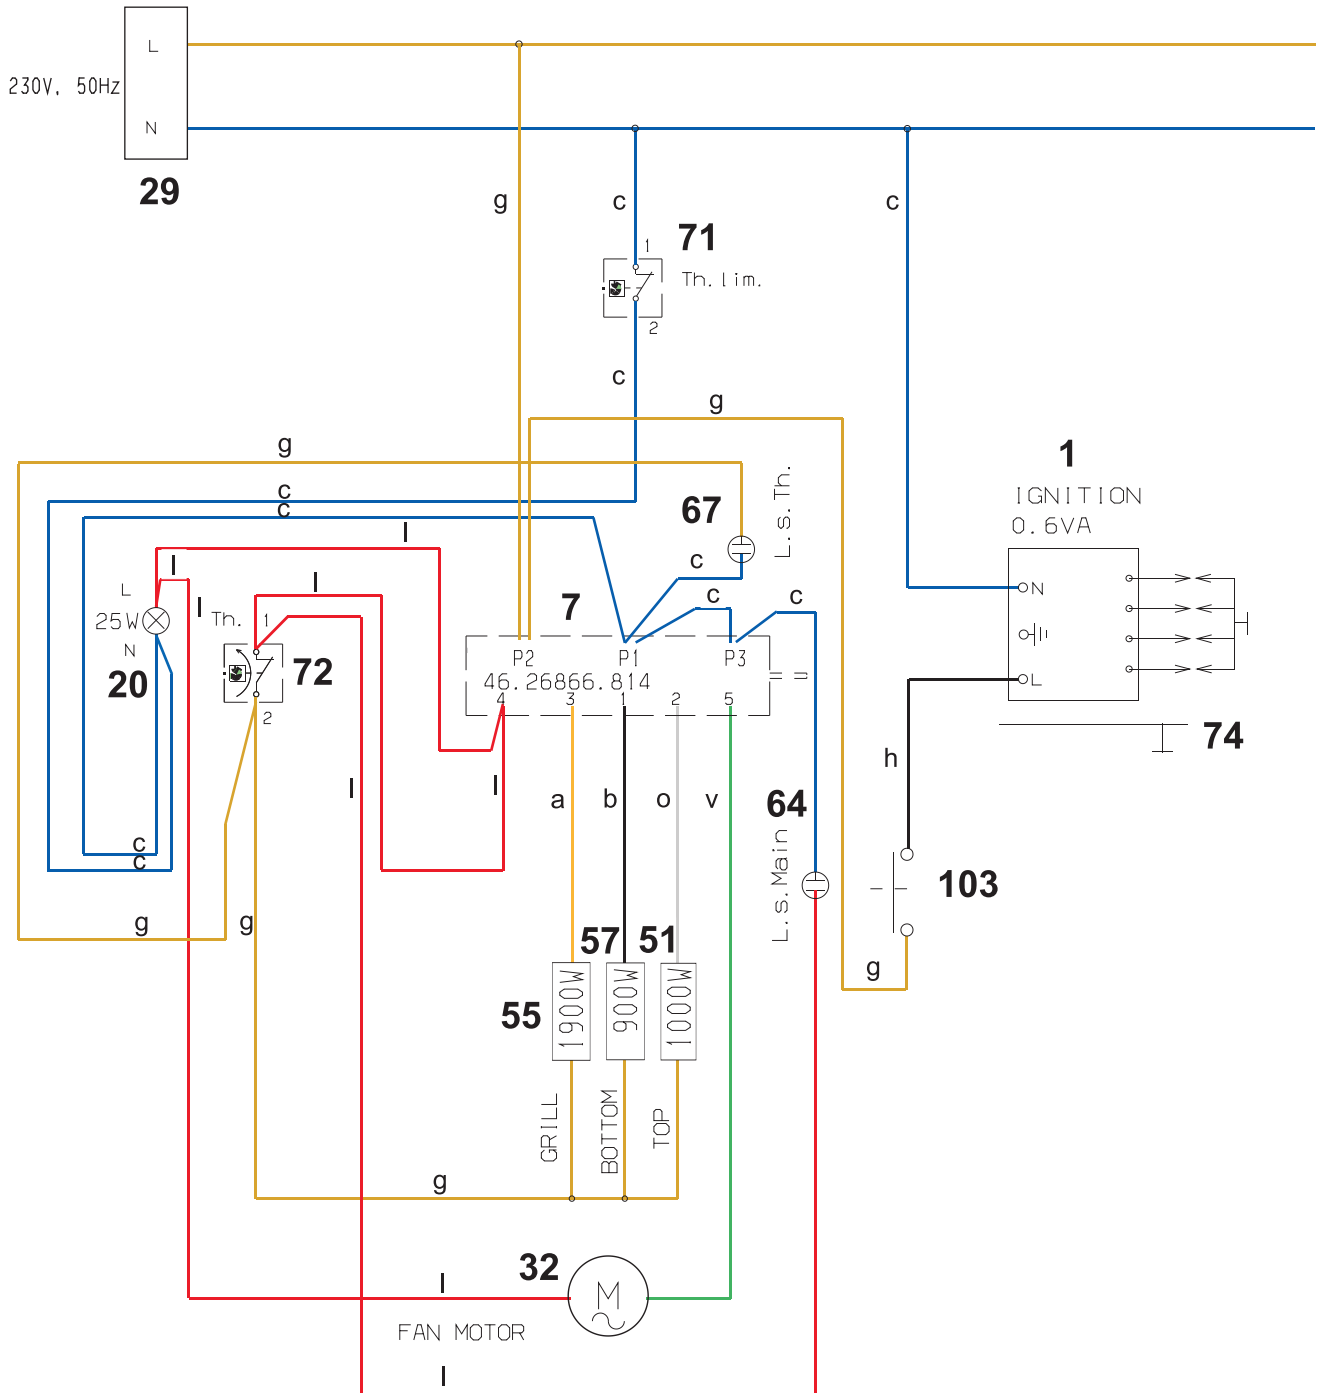 L
230V, 50Hz
N
29
g
c
c
1
71
Th.lim.
2
c
g
g
1
IGNITION
0.6VA
c
c
l
67
L.s.Th.
c
l
l
L
25W
N
20
l
Th.
1
72
2
7
c
c
N
L
P2
P1
P3
46.26866.814
4
3
1
2
5
74
h
l
l
a
b
o
v
64
L.s.Main
c
c
103
g
g
57
51
g
55
1900W
900W
1000W
GRILL
BOTTOM
TOP
g
32
M
l
FAN MOTOR
l